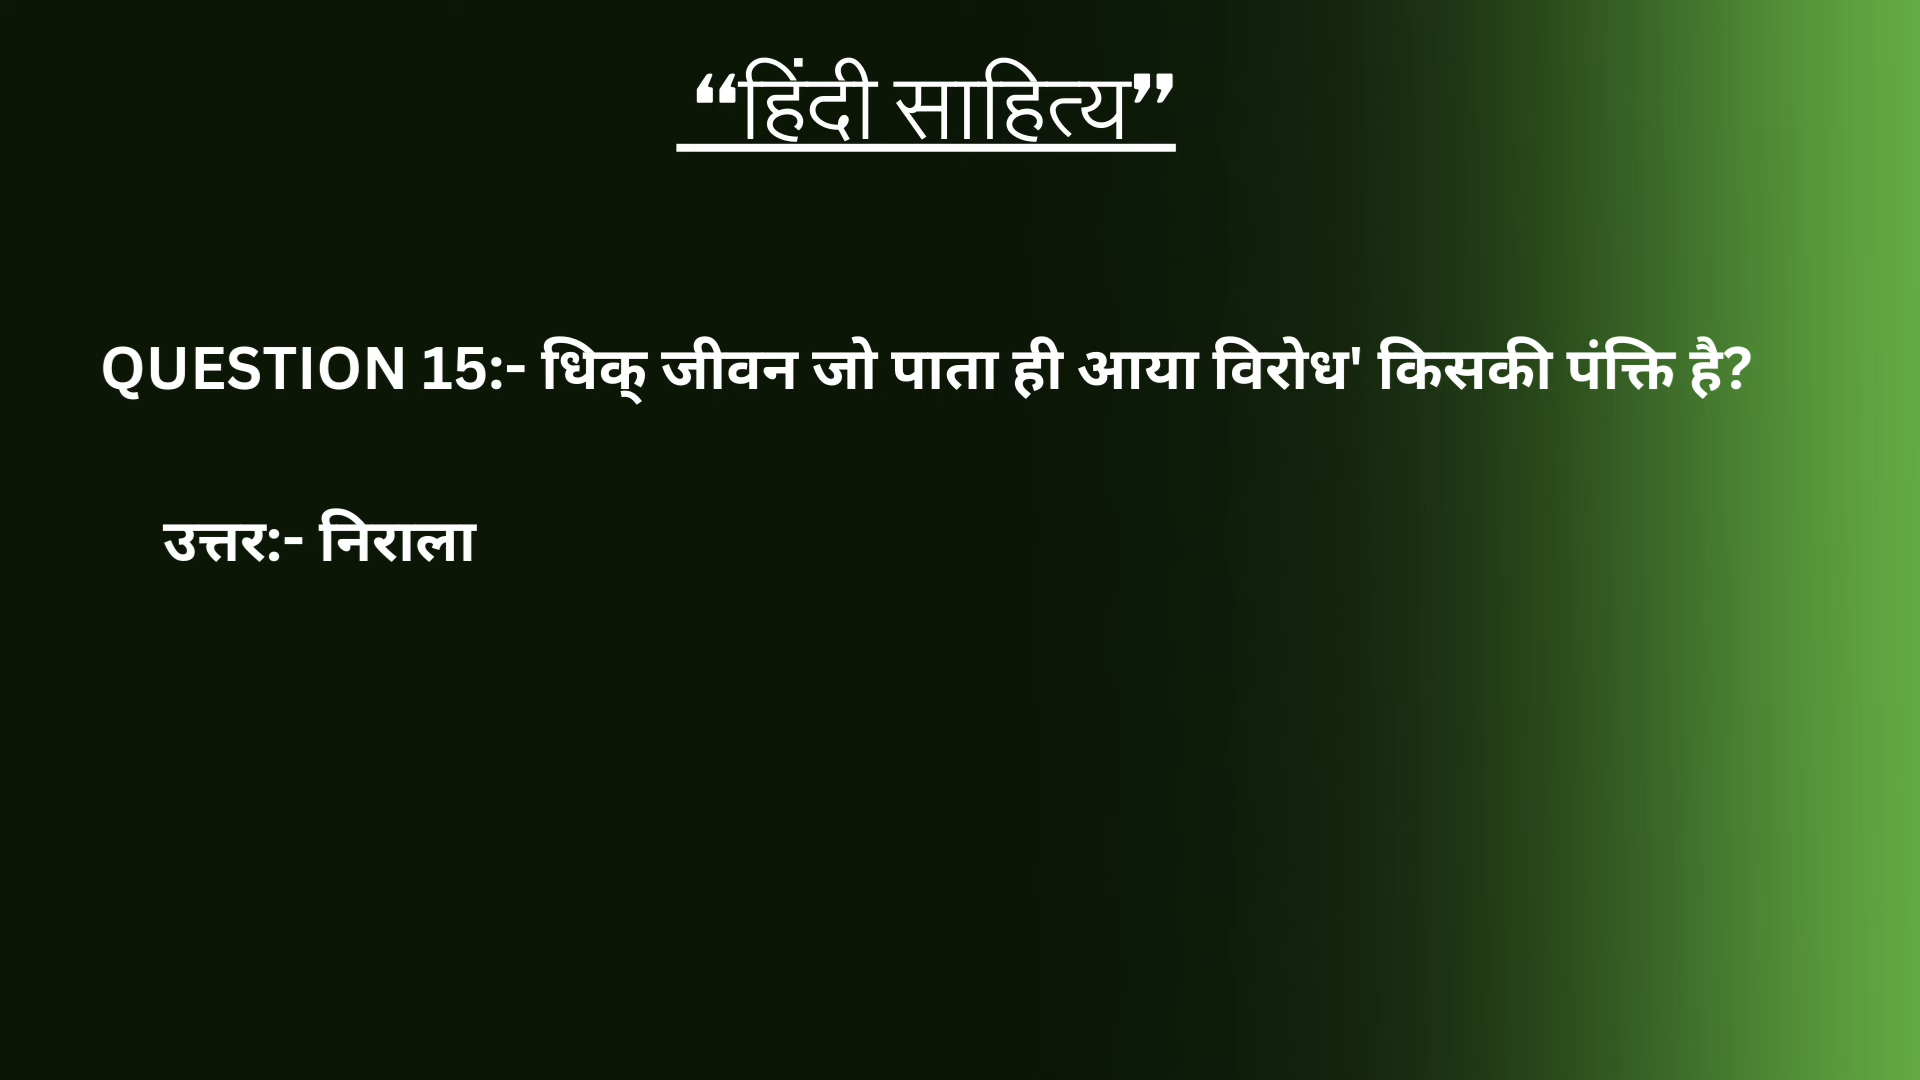 ❝हिंदी साहित्य❞
QUESTION 15:- धिक् जीवन जो पाता ही आया विरोध' किसकी पंक्ति है?
उत्तर:- निराला